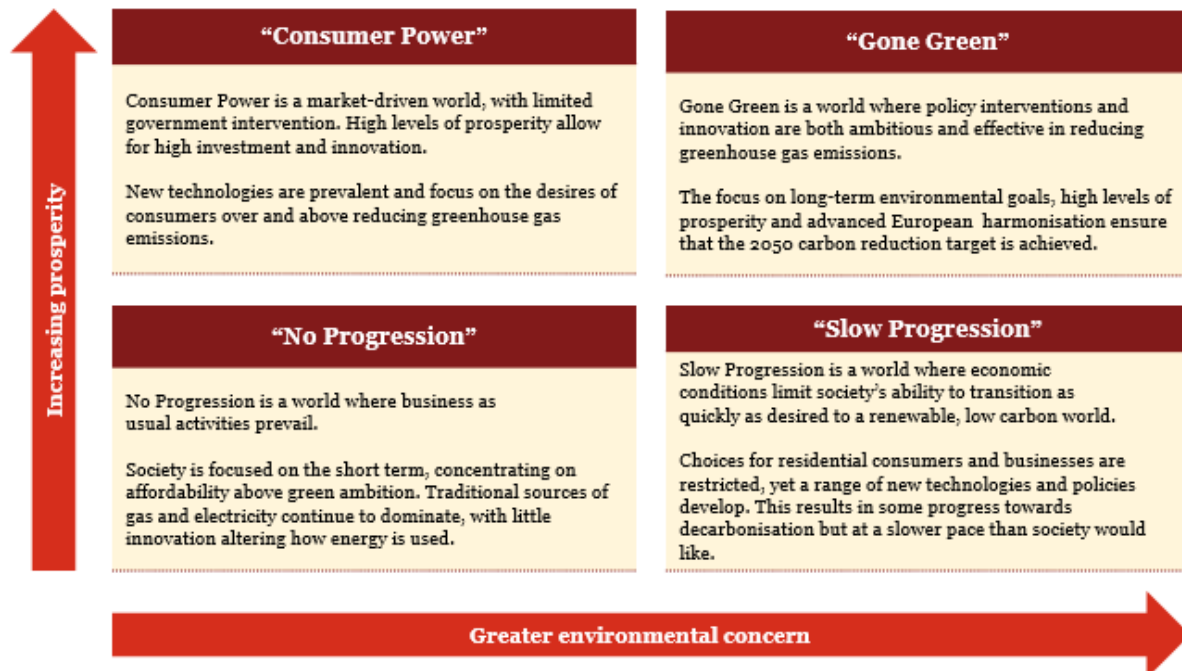 “Consumer Power”
Consumer Power is a market-driven world, with limited
government intervention. High levels of prosperity allow
for high investment and innovation.
New technologies are prevalent and focus on the desires of
consumers over and above reducing greenhouse gas
emissions.
“Gone Green”
Gone Green is a world where policy interventions and
innovation are both ambitious and effective in reducing
greenhouse gas emissions.
The focus on long-term environmental goals, high levels of
prosperity and advanced European harmonisation ensure
that the 2050 carbon reduction target is achieved.
Increasing prosperity
“No Progression”
No Progression is a world where business as
usual activities prevail.
Society is focused on the short term, concentrating on
affordability above green ambition. Traditional sources of
gas and electricity continue to dominate, with little
innovation altering how energy is used.
“Slow Progression”
Slow Progression is a world where economic
conditions limit society’s ability to transition as
quickly as desired to a renewable, low carbon world.
Choices for residential consumers and businesses are
restricted, yet a range of new technologies and policies
develop. This results in some progress towards
decarbonisation but at a slower pace than society would
like.
Greater environmental concern